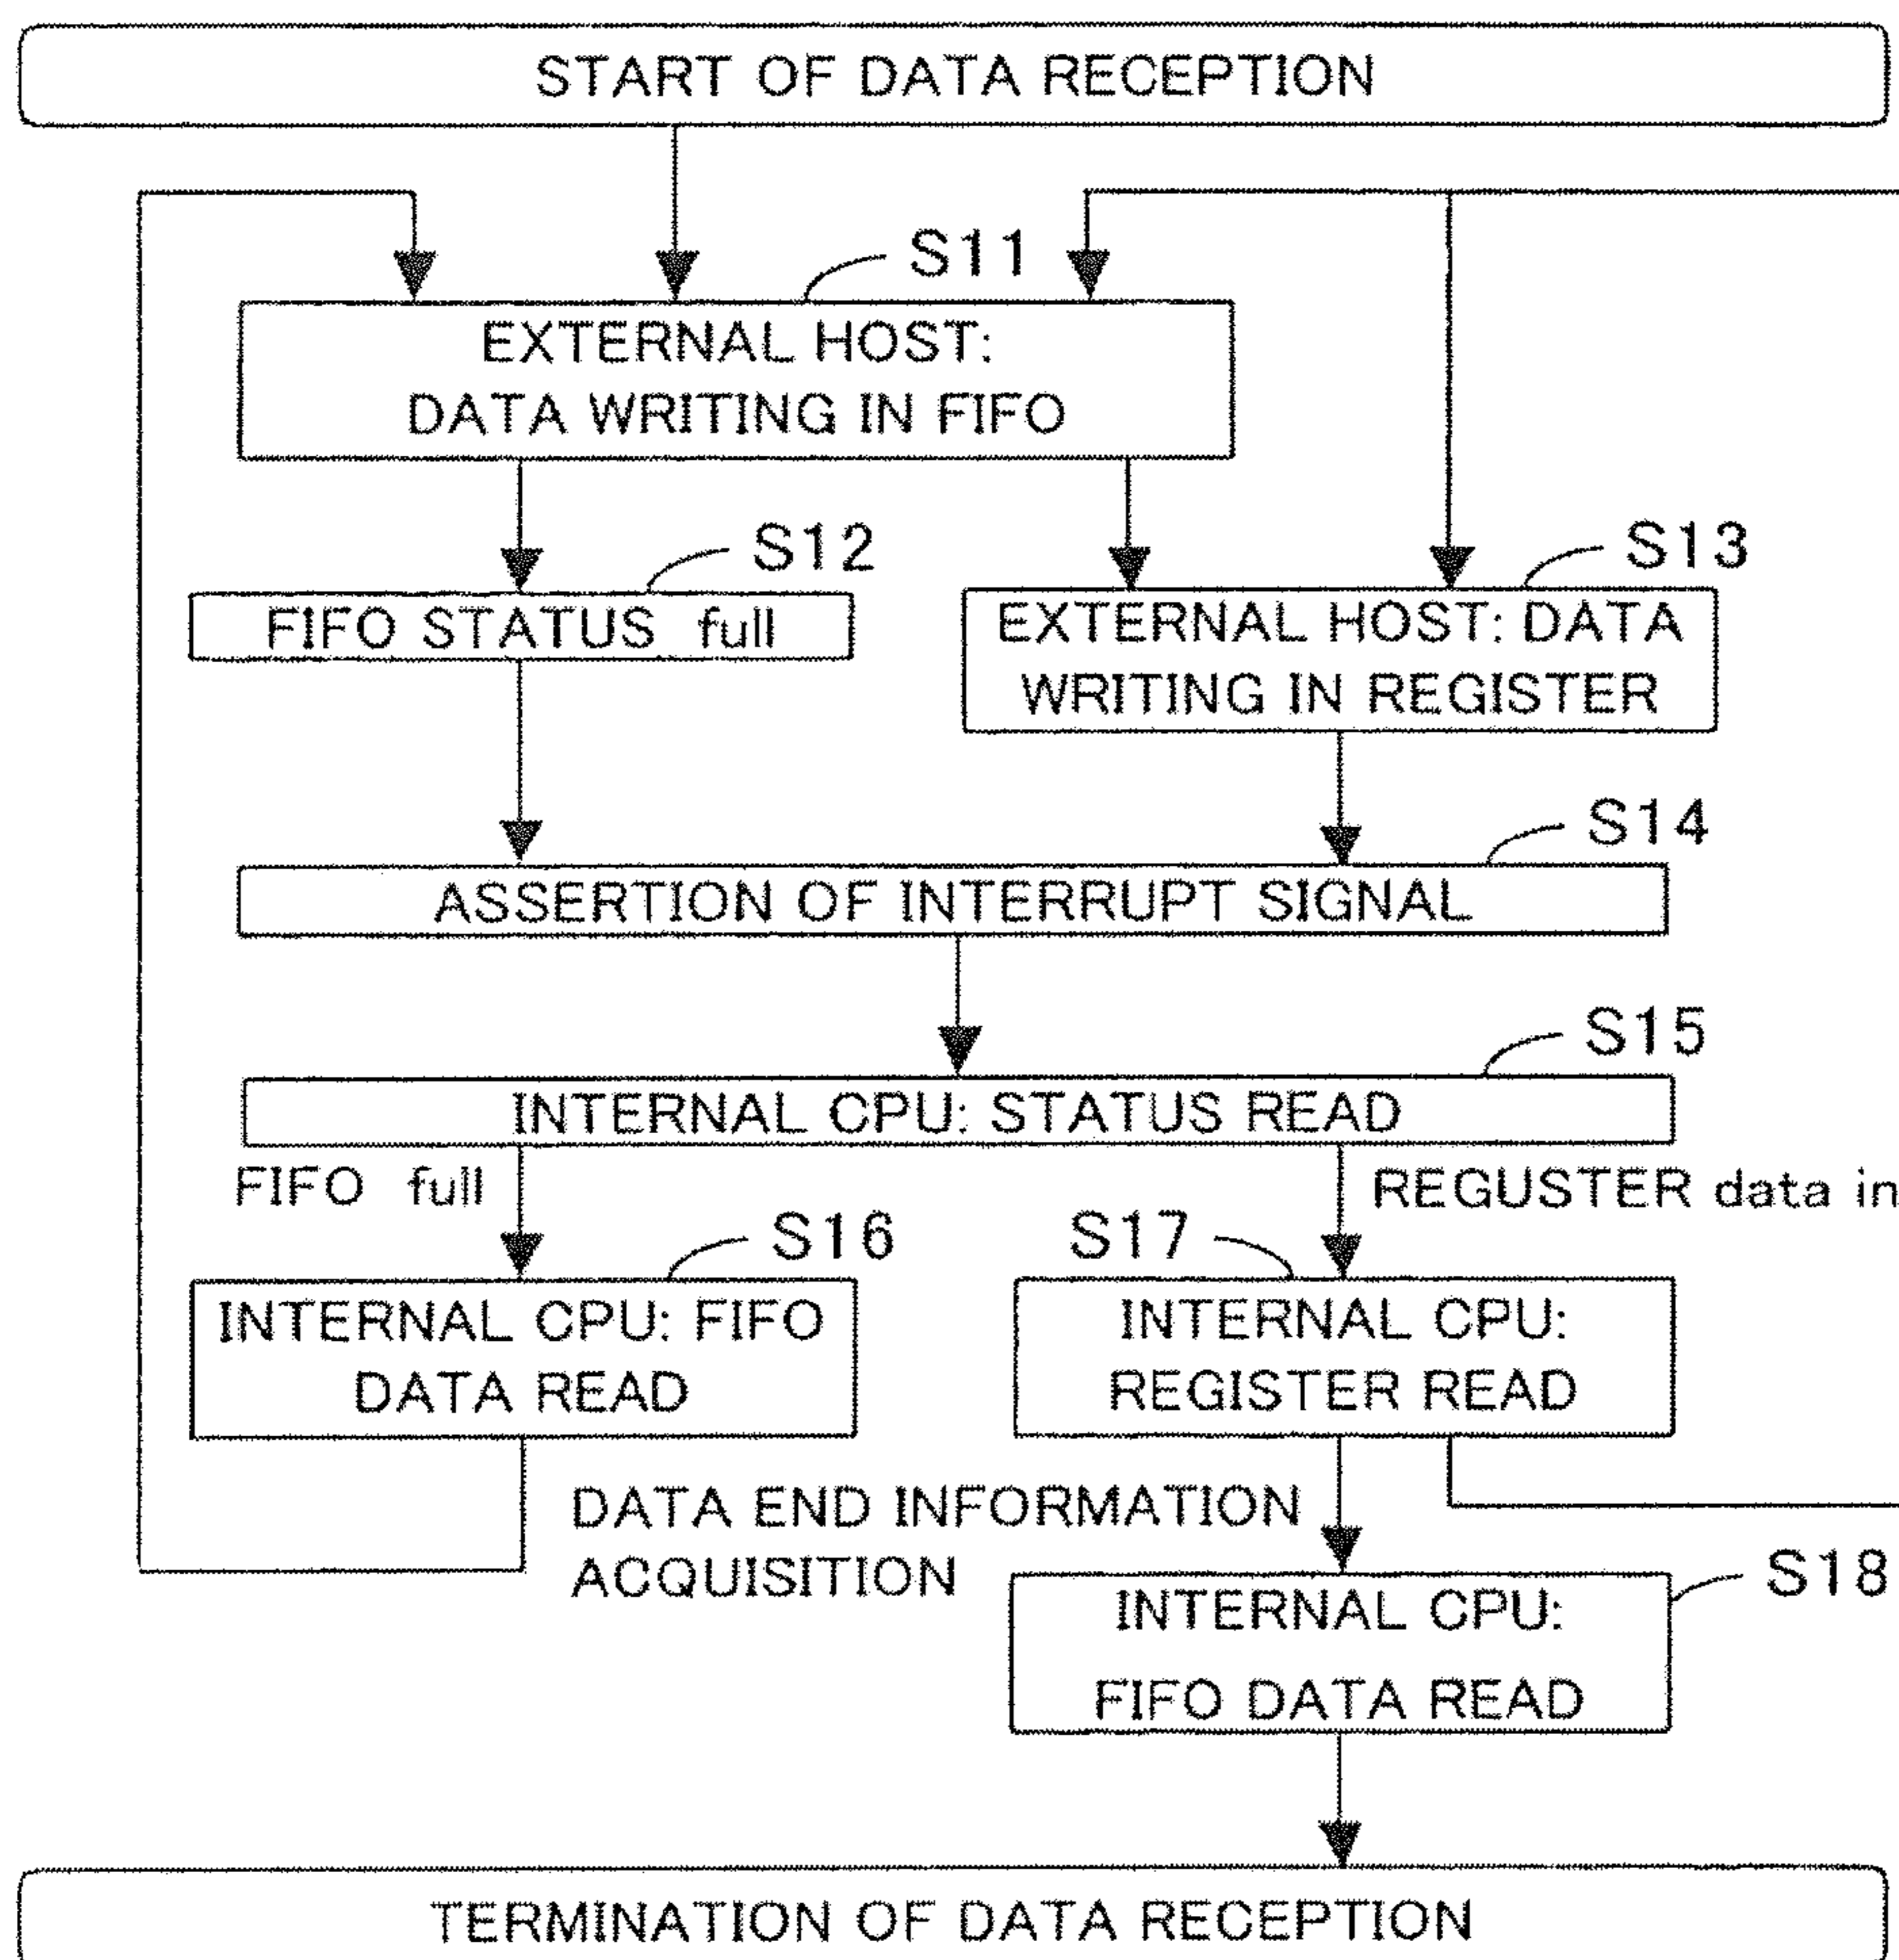 START OF DATA RECEPTION
S11
EXTERNAL HOST:
DATA WRITING IN FIFO
S12
FIFO STATUS full
S13
EXTERNAL HOST: DATA
WRITING IN REGISTER
S14
ASSERTION OF INTERRUPT SIGNAL
S15
INTERNAL CPU: STATUS READ
FIFO full
REGUSTER data in
S16
INTERNAL CPU: FIFO
DATA READ
S17
INTERNAL CPU:
REGISTER READ
DATA END INFORMATION
ACQUISITION
S18
INTERNAL CPU:
FIFO DATA READ
TERMINATION OF DATA RECEPTION